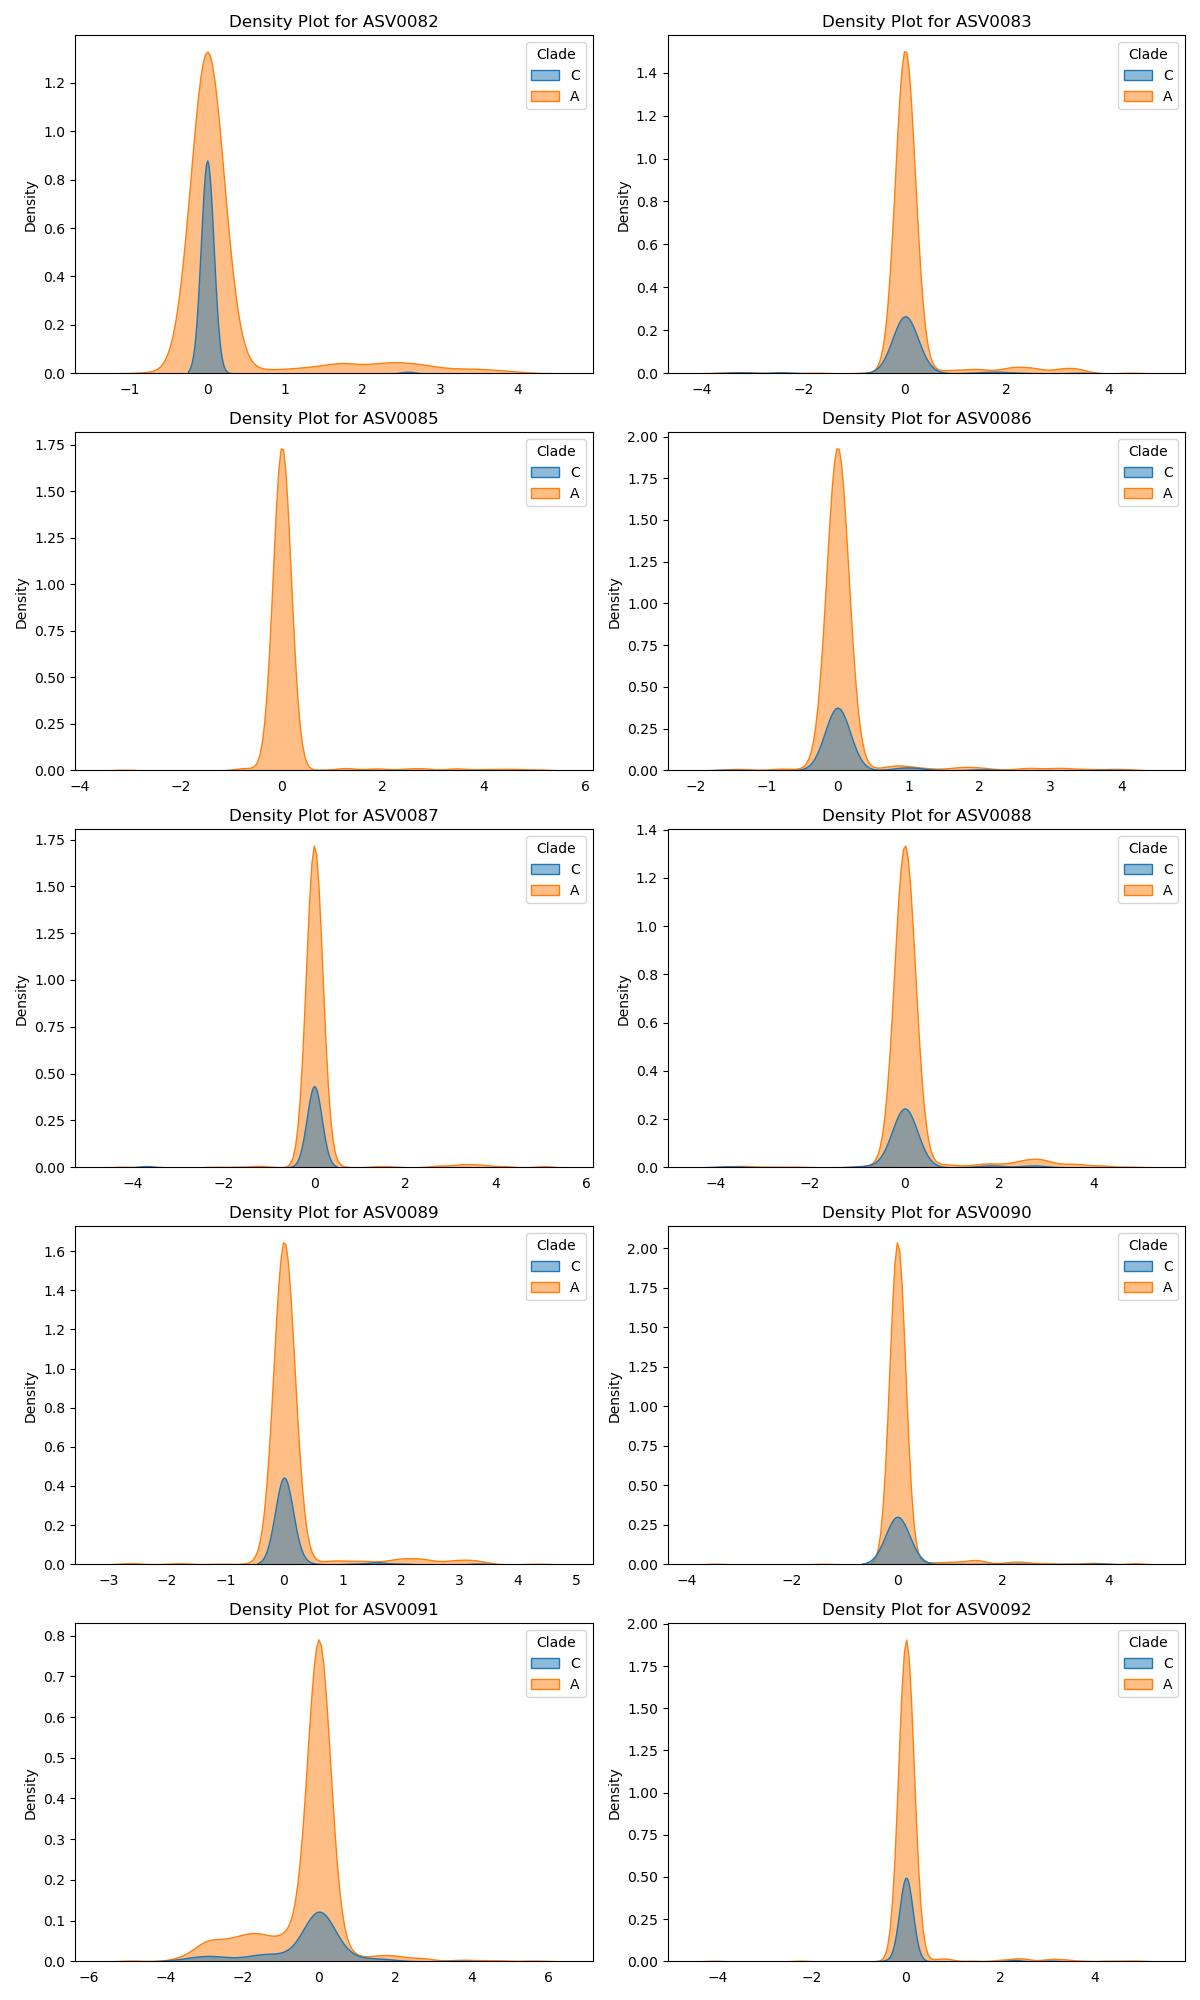 Density Plot for ASV0082
Density
1.2
1.0
0.8
0.6
0.4
0.2
0.0
−1 0 1 2 3 4
Clade
C
A
Density Plot for ASV0083
Density
1.4
1.2
1.0
0.8
0.6
0.4
0.2
0.0
−4 −2 0 2 4
Clade
C
A
Density Plot for ASV0085
Density
1.75
1.50
1.25
1.00
0.75
0.50
0.25
0.00
−4 −2 0 2 4 6
Clade
C
A
Density Plot for ASV0086
Density
2.00
1.75
1.50
1.25
1.00
0.75
0.50
0.25
0.00
−2 −1 0 1 2 3 4
Clade
C
A
Density Plot for ASV0087
Density
1.75
1.50
1.25
1.00
0.75
0.50
0.25
0.00
−4 −2 0 2 4 6
Clade
C
A
Density Plot for ASV0088
Density
1.4
1.2
1.0
0.8
0.6
0.4
0.2
0.0
−4 −2 0 2 4
Clade
C
A
Density Plot for ASV0089
Density
1.6
1.4
1.2
1.0
0.8
0.6
0.4
0.2
0.0
−3 −2 −1 0 1 2 3 4 5
Clade
C
A
Density Plot for ASV0090
Density
2.00
1.75
1.50
1.25
1.00
0.75
0.50
0.25
0.00
−4 −2 0 2 4
Clade
C
A
Density Plot for ASV0091
Density
0.8
0.7
0.6
0.5
0.4
0.3
0.2
0.1
0.0
−6 −4 −2 0 2 4 6
Clade
C
A
Density Plot for ASV0092
Density
2.00
1.75
1.50
1.25
1.00
0.75
0.50
0.25
0.00
−4 −2 0 2 4
Clade
C
A